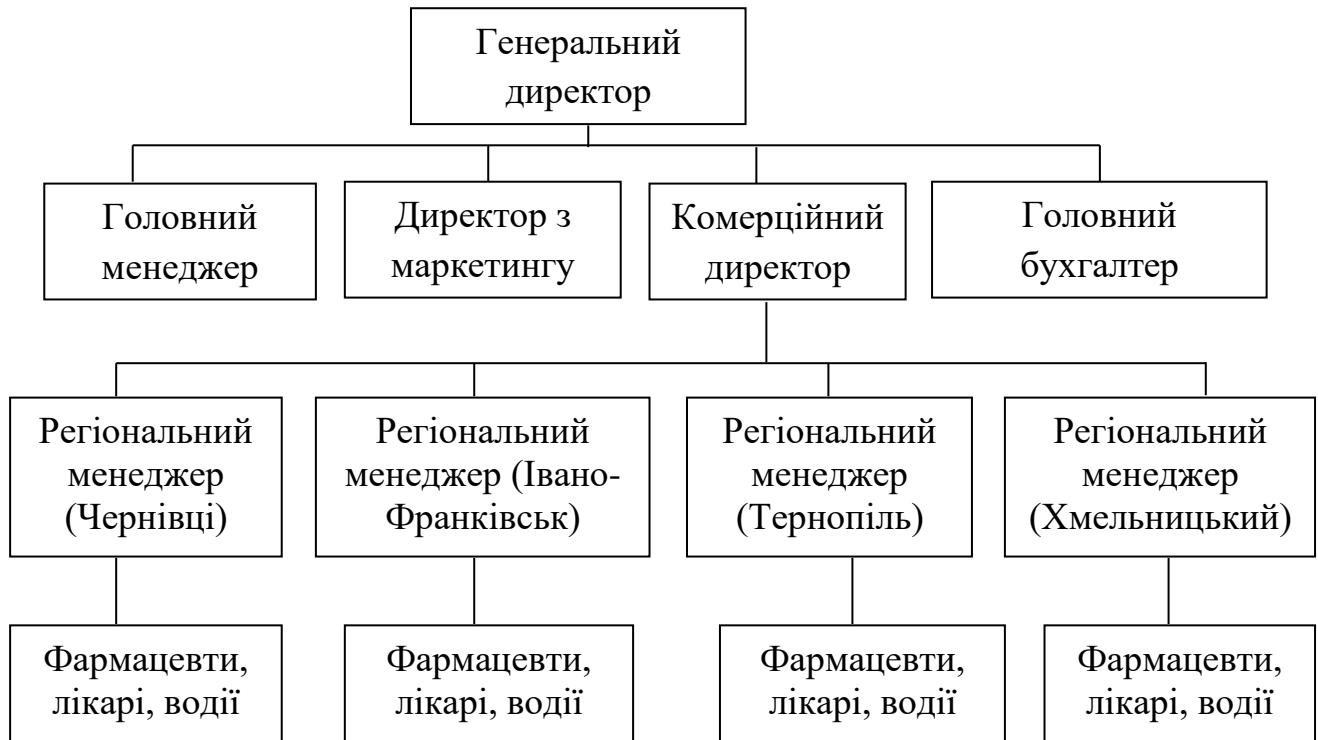 Генеральний
директор
Головний
менеджер
Директор з
маркетингу
Комерційний
директор
Головний
бухгалтер
Регіональний
менеджер
(Чернівці)
Регіональний
менеджер (Івано-
Франківськ)
Регіональний
менеджер
(Тернопіль)
Регіональний
менеджер
(Хмельницький)
Фармацевти,
лікарі, водії
Фармацевти,
лікарі, водії
Фармацевти,
лікарі, водії
Фармацевти,
лікарі, водії